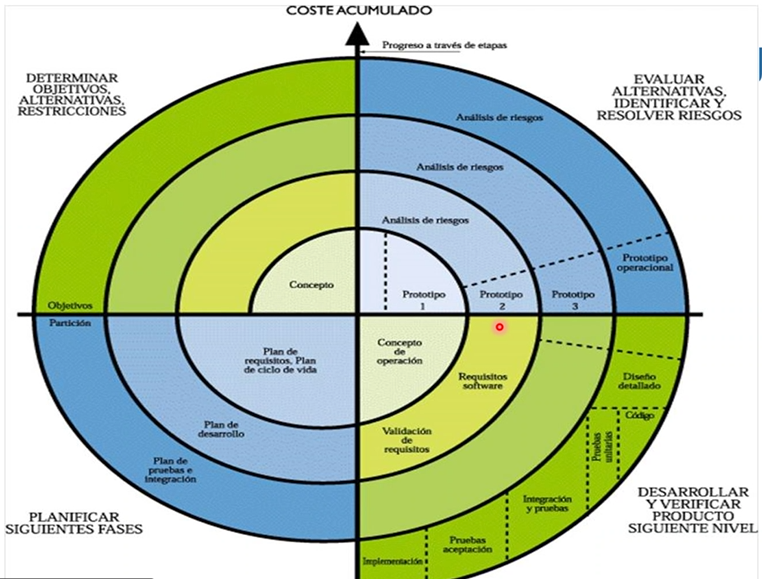 COSTE ACUMULADO
Progreso a través de etapas
DETERMINAR
OBJETIVOS,
ALTERNATIVAS,
RESTRICCIONES
EVALUAR
ALTERNATIVAS,
IDENTIFICAR Y
RESOLVER RIESGOS
Análisis de riesgos
Análisis de riesgos
Análisis de riesgos
Prototipo
operacional
Concepto
Prototipo
1
Prototipo
2
Prototipo
3
Objetivos
Partición
Plan de
requisitos, Plan
de ciclo de vida
Concepto
de
operación
Requisitos
software
Diseño
detallado
Código
Pruebas
unitarias
Plan de
desarrollo
Validación
de
requisitos
Plan de
pruebas e
integración
Integración
y pruebas
Pruebas
aceptación
Implementación
PLANIFICAR
SIGUIENTES FASES
DESARROLLAR
Y VERIFICAR
PRODUCTO
SIGUIENTE NIVEL